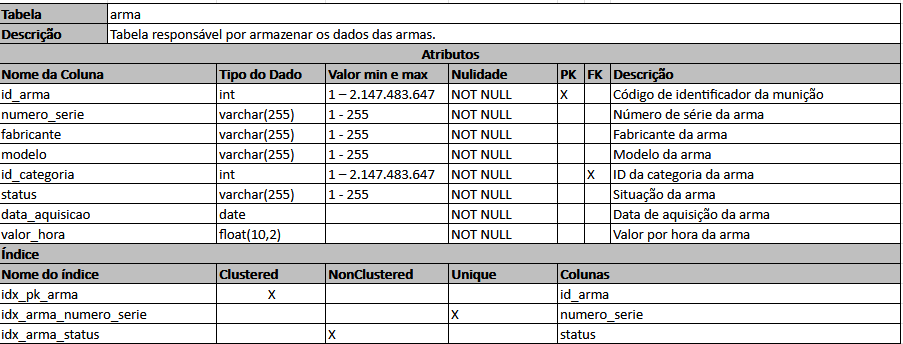 Tabela arma
Descrição Tabela responsável por armazenar os dados das armas.
Atributos
Nome da Coluna Tipo do Dado Valor min e max Nulidade PK FK Descrição
id_arma int 1 – 2.147.483.647 NOT NULL X Código de identificador da munição
numero_serie varchar(255) 1 - 255 NOT NULL Número de série da arma
fabricante varchar(255) 1 - 255 NOT NULL Fabricante da arma
modelo varchar(255) 1 - 255 NOT NULL Modelo da arma
id_categoria int 1 – 2.147.483.647 NOT NULL X ID da categoria da arma
status varchar(255) 1 - 255 NOT NULL Situação da arma
data_aquisicao date NOT NULL Data de aquisição da arma
valor_hora float(10,2) NOT NULL Valor por hora da arma
Índice
Nome do índice Clustered NonClustered Unique Colunas
idx_pk_arma X id_arma
idx_arma_numero_serie X numero_serie
idx_arma_status X status